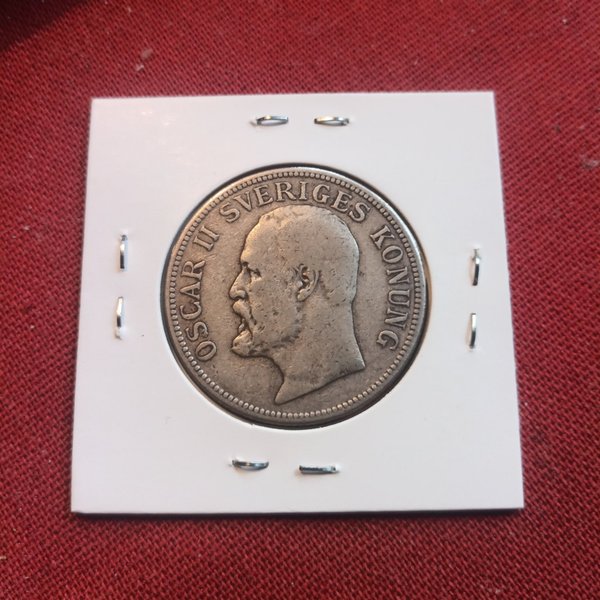 OSCAR II SVERIGES KONUNG